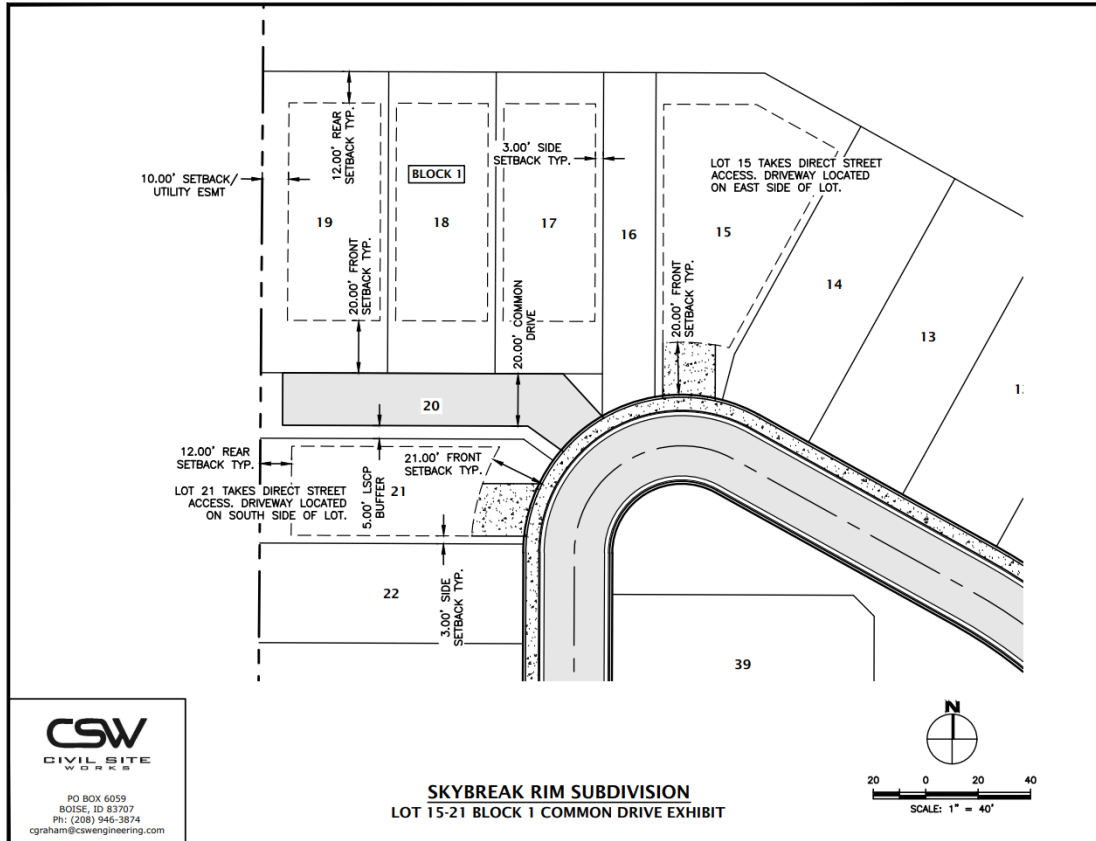 12.00' REAR
SETBACK TYP.
3.00' SIDE
SETBACK TYP.
BLOCK 1
10.00' SETBACK/
UTILITY ESMT
LOT 15 TAKES DIRECT STREET
ACCESS. DRIVEWAY LOCATED
ON EAST SIDE OF LOT.
19
18
17
16
15
14
13
20.00' FRONT
SETBACK TYP.
20.00' COMMON
DRIVE
20.00' FRONT
SETBACK TYP.
20
12.00' REAR
SETBACK TYP.
21.00' FRONT
SETBACK TYP.
LOT 21 TAKES DIRECT STREET
ACCESS. DRIVEWAY LOCATED
ON SOUTH SIDE OF LOT.
21
5.00' LSCP
BUFFER
22
3.00' SIDE
SETBACK TYP.
39
CSW
CIVIL SITE
WORKS
PO BOX 6059
BOISE, ID 83707
Ph: (208) 946-3874
cgraham@cswengineering.com
SKYBREAK RIM SUBDIVISION
LOT 15-21 BLOCK 1 COMMON DRIVE EXHIBIT
N
20 0 20 40
SCALE: 1" = 40'